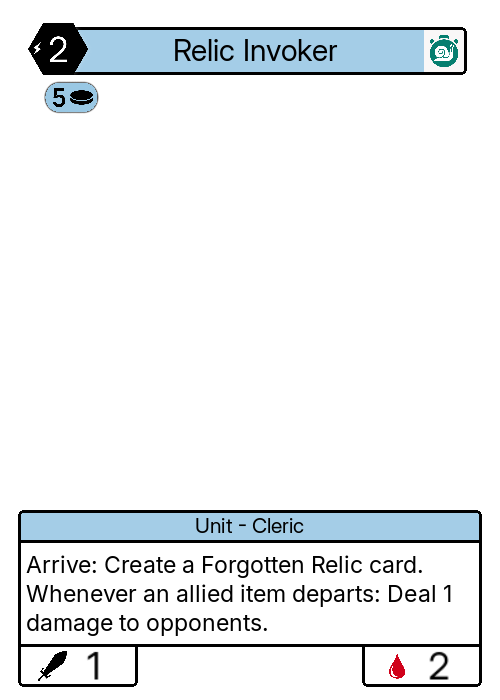 2
Relic Invoker
5
Unit - Cleric
Arrive: Create a Forgotten Relic card.
Whenever an allied item departs: Deal 1
damage to opponents.
1
2